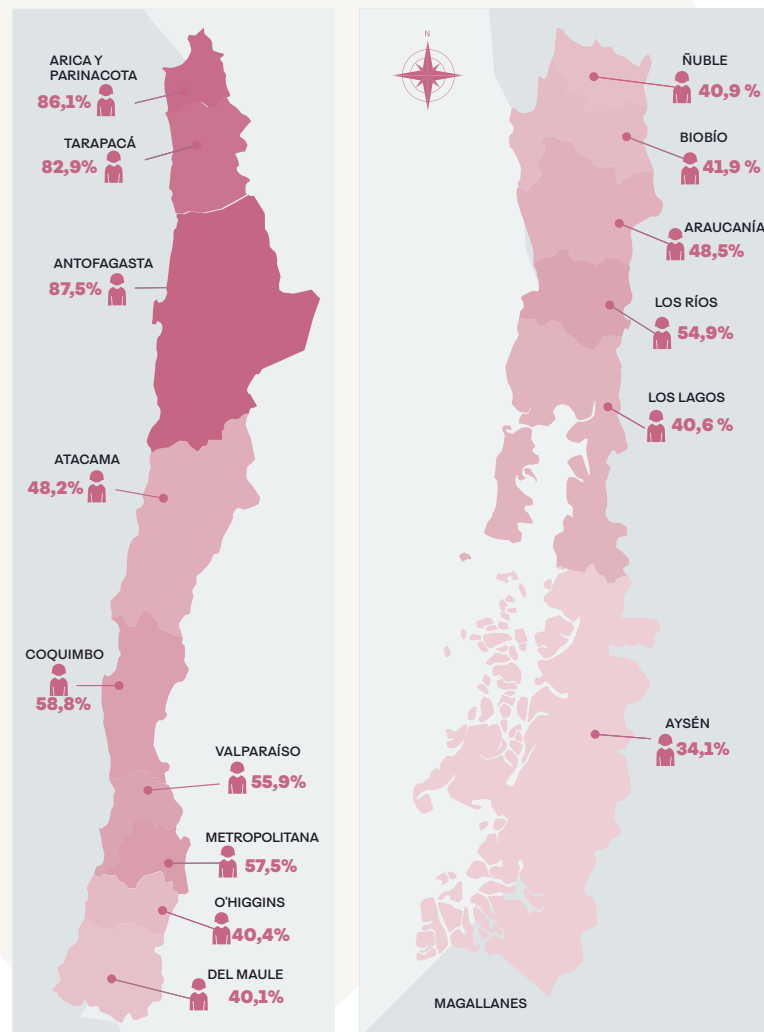 ARICA Y
PARINACOTA
86,1%
TARAPACÁ
82,9%
ANTOFAGASTA
87,5%
ATACAMA
48,2%
COQUIMBO
58,8%
VALPARAÍSO
55,9%
METROPOLITANA
57,5%
O'HIGGINS
40,4%
DEL MAULE
40,1%
N
ÑUBLE
40,9 %
BIOBÍO
41,9 %
ARAUCANÍA
48,5%
LOS RÍOS
54,9%
LOS LAGOS
40,6 %
AYSÉN
34,1%
MAGALLANES